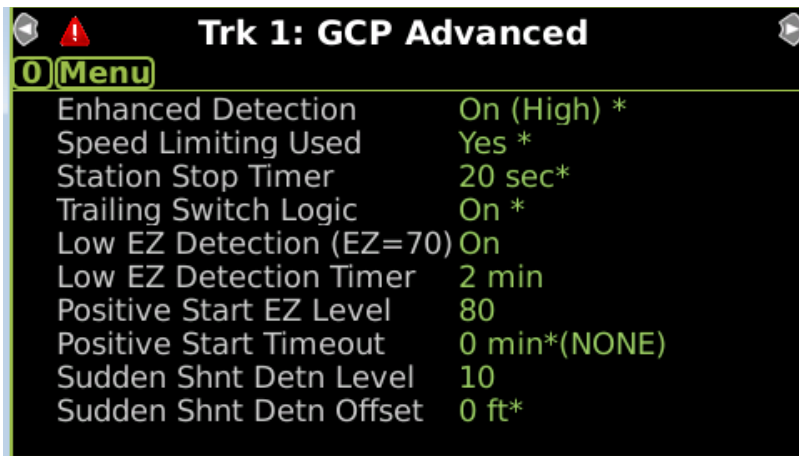 Trk 1: GCP Advanced
0 Menu
Enhanced Detection On (High) *
Speed Limiting Used Yes *
Station Stop Timer 20 sec*
Trailing Switch Logic On *
Low EZ Detection (EZ=70) On
Low EZ Detection Timer 2 min
Positive Start EZ Level 80
Positive Start Timeout 0 min*(NONE)
Sudden Shnt Detn Level 10
Sudden Shnt Detn Offset 0 ft*